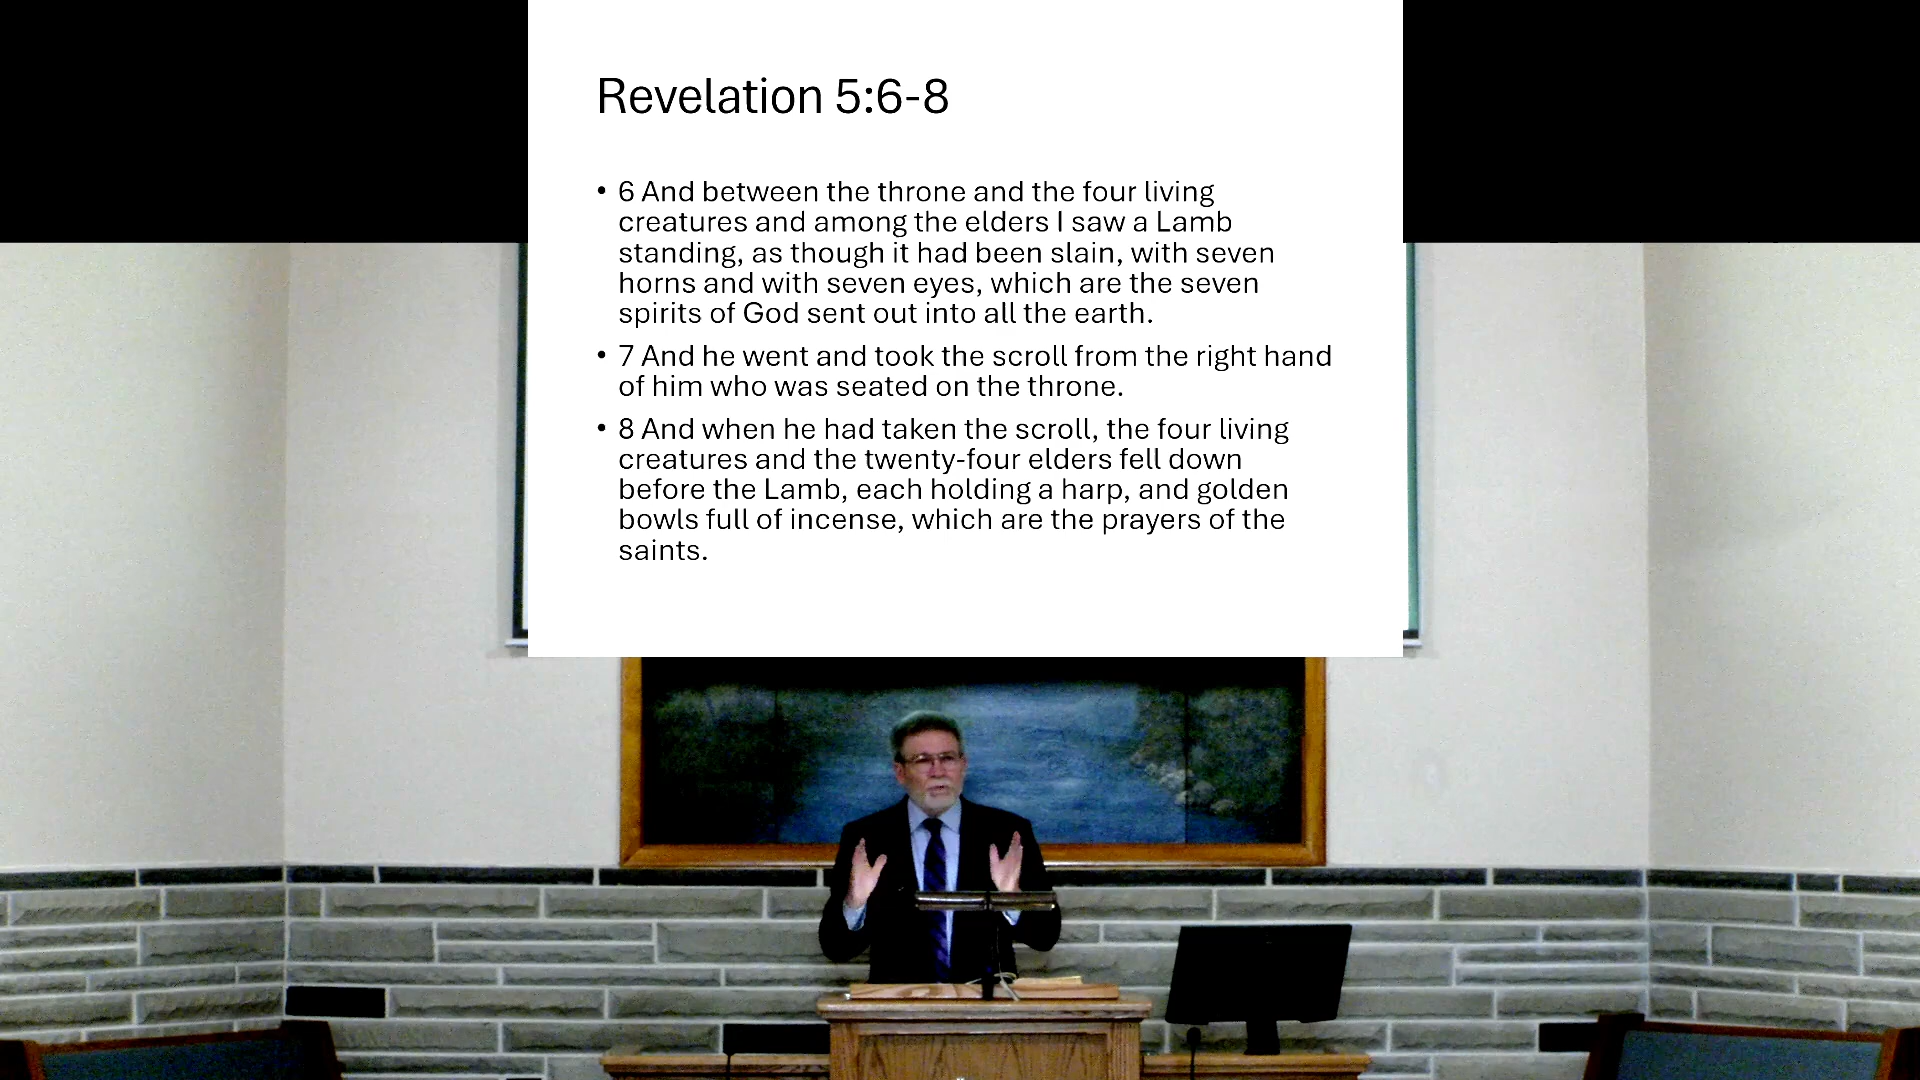 Revelation 5:6-8
• 6 And between the throne and the four living
creatures and among the elders I saw a Lamb
standing, as though it had been slain, with seven
horns and with seven eyes, which are the seven
spirits of God sent out into all the earth.
• 7 And he went and took the scroll from the right hand
of him who was seated on the throne.
• 8 And when he had taken the scroll, the four living
creatures and the twenty-four elders fell down
before the Lamb, each holding a harp, and golden
bowls full of incense, which are the prayers of the
saints.